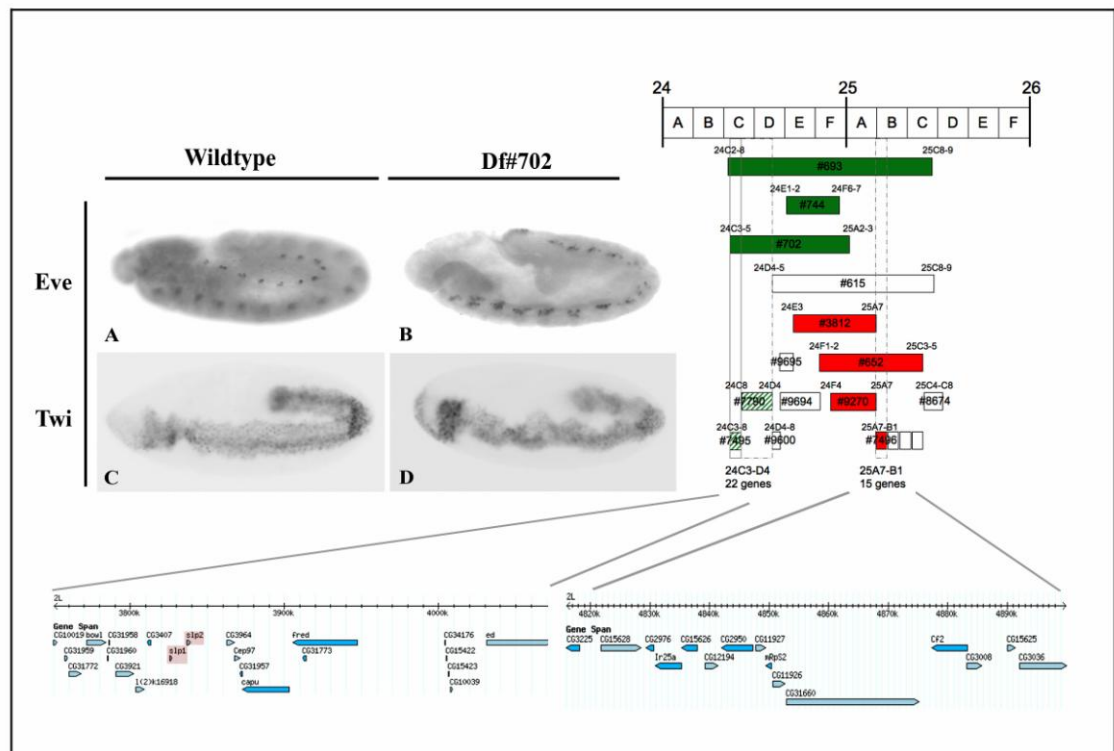 24 25 26
A B C D E F A B C D E F
Wildtype Df#702
24C2-8 25C8-9
#693
24E1-2 24F6-7
#744
24C3-5 25A2-3
#702
24D4-5 25C8-9
#615
Eve
24E3 25A7
#3812
A B
24F1-2 25C3-5
#9695 #652
24C8 24D4 24F4 25A7 25C4-C8
#7790 #9694 #9270 #8674
Twi
24C3-8 24D4-8 25A7-B1
#7495 #9600 #7496
C D
24C3-D4 25A7-B1
22 genes 15 genes
2L
3800k 3900k 4000k
Gene Span
CG10019 bowl CG31958 CG3407 slp2 CG3964 fred CG34176 ed
CG31959 CG31960 slp1 Cep97 CG31773 CG15422
CG31772 CG3921 CG31957 CG15423
l(2)k16918 capu CG10039
2L
4820k 4830k 4840k 4850k 4860k 4870k 4880k 4890k
Gene Span
CG3225 CG15628 CG2976 CG15626 CG2950 CG11927 Cf2 CG15625
Ir25a CG12194 mRpS2 CG3008 CG3036
CG11926
CG31660